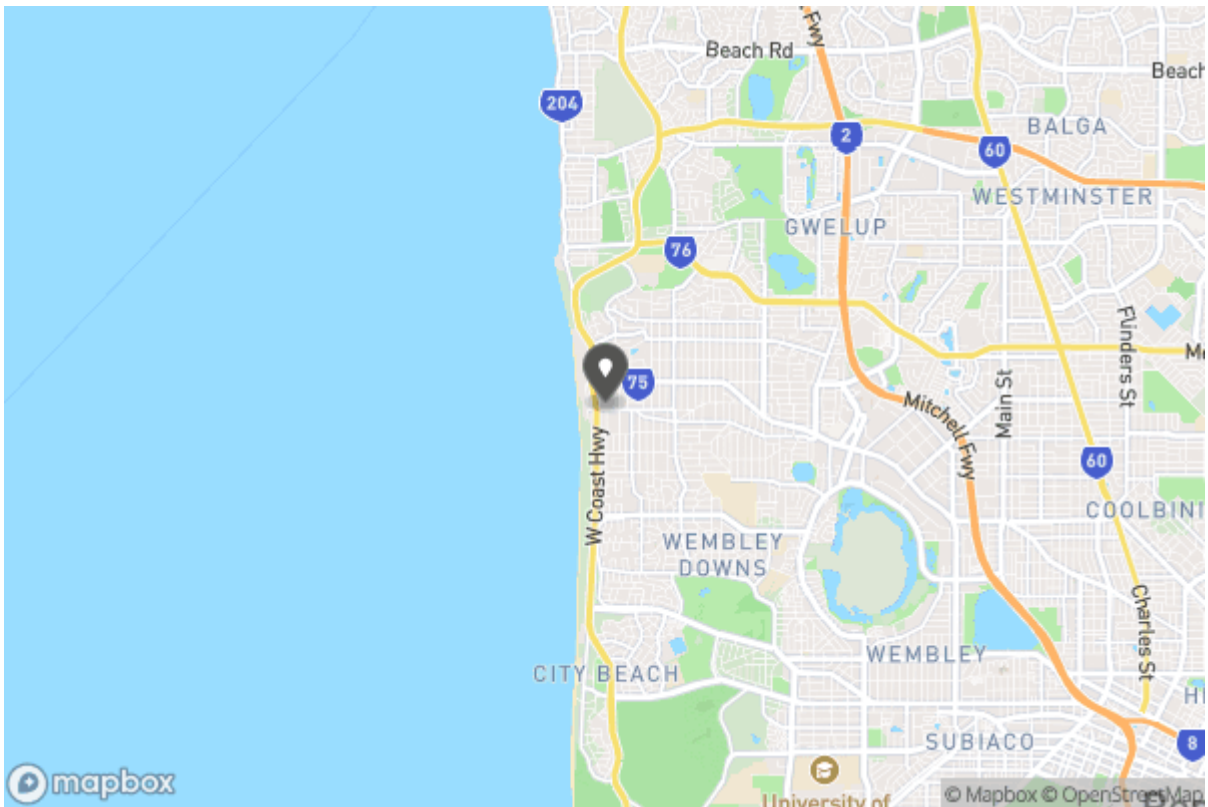 y Fwy
Beach Rd
Beach
204
2
BALGA
60
WESTMINSTER
GWELUP
76
Flinders St
75
Main St
Mitchell Fwy
W Coast Hwy
60
COOLBINI
WEMBLEY
DOWNS
Charles St
WEMBLEY
CITY BEACH
SUBIACO
8
mapbox
University of
© Mapbox © OpenStreetMap